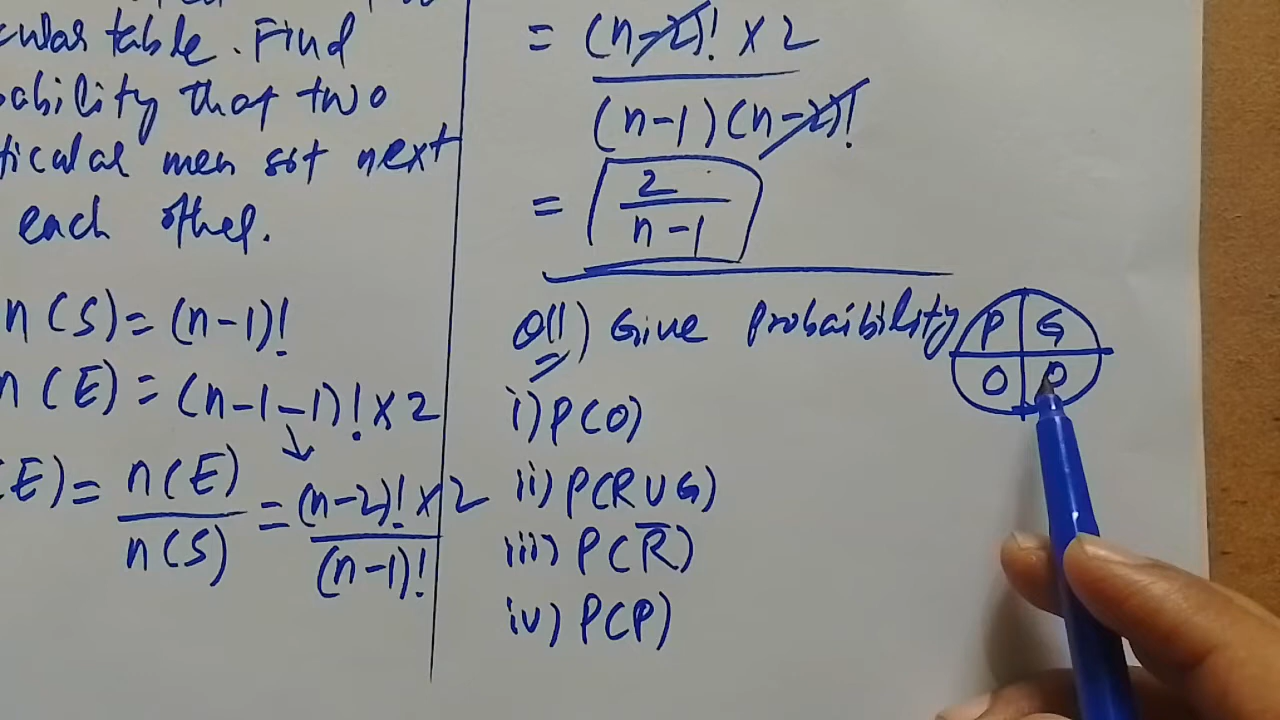 cular table. Find
bability that two
ticular men sit next
each other.
n(S) = (n-1)!
n(E) = (n-1-1)! × 2
(E) = n(E) / n(S) = (n-2)! × 2 / (n-1)!
= (n-2)! × 2
(n-1)(n-2)!
= 2 / n-1
Q11) Give Probaibility
P G
O
i) P(O)
ii) P(R∪G)
iii) P(R̅)
iv) P(P)